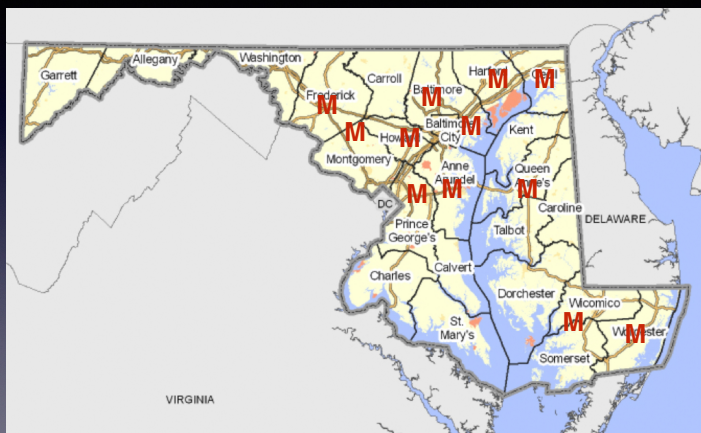 Garrett
Allegany
Washington
Frederick
Carroll
Baltimore
Harford
Cecil
M
M
M
M
M
M
M
M
Howard
Baltimore
City
Kent
Montgomery
Anne
Arundel
Queen
Anne's
M
M
M
DC
Caroline
DELAWARE
Prince
George's
Talbot
Charles
Calvert
Dorchester
Wicomico
St.
Mary's
M
M
Worcester
Somerset
VIRGINIA